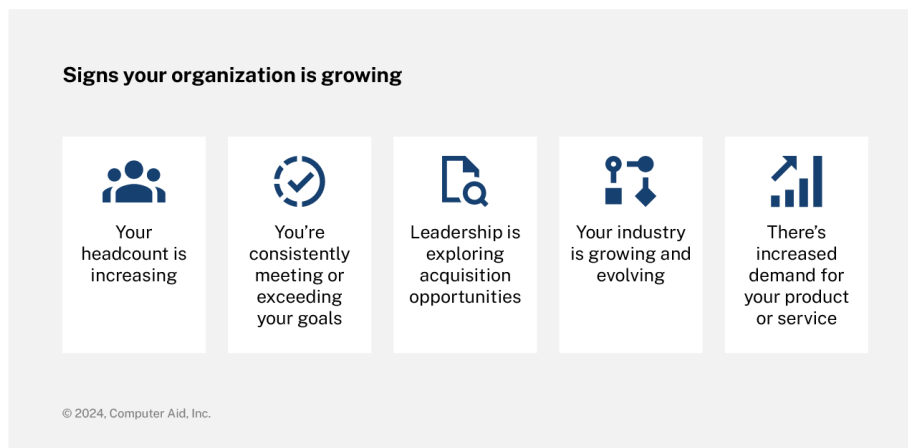 Signs your organization is growing
Your
headcount is
increasing
You’re
consistently
meeting or
exceeding
your goals
Leadership is
exploring
acquisition
opportunities
Your industry
is growing and
evolving
There’s
increased
demand for
your product
or service
© 2024, Computer Aid, Inc.